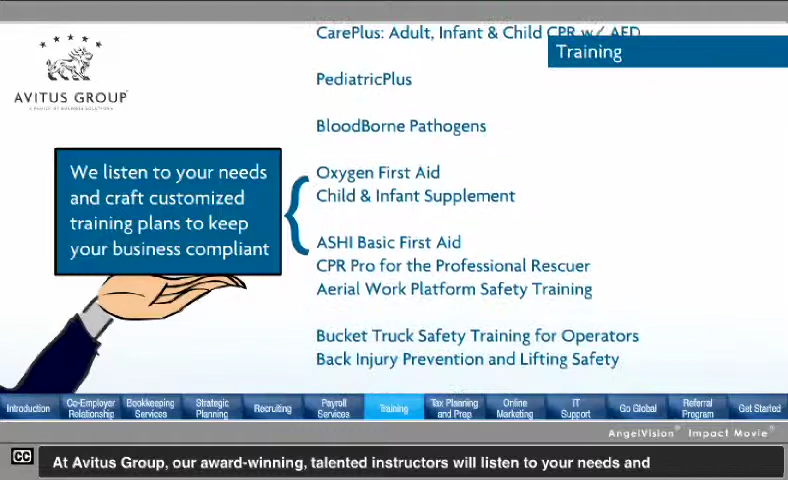 CarePlus: Adult, Infant & Child CPR w/ AED
Training
AVITUS GROUP
PediatricPlus
BloodBorne Pathogens
We listen to your needs
and craft customized
training plans to keep
your business compliant
Oxygen First Aid
Child & Infant Supplement
ASHI Basic First Aid
CPR Pro for the Professional Rescuer
Aerial Work Platform Safety Training
Bucket Truck Safety Training for Operators
Back Injury Prevention and Lifting Safety
Introduction
Co-Employer
Relationship
Bookkeeping
Services
Strategic
Planning
Recruiting
Payroll
Services
Training
Tax Planning
and Prep
Online
Marketing
IT
Support
Go Global
Referral
Program
Get Started
AngelVision® Impact Movie®
CC
At Avitus Group, our award-winning, talented instructors will listen to your needs and